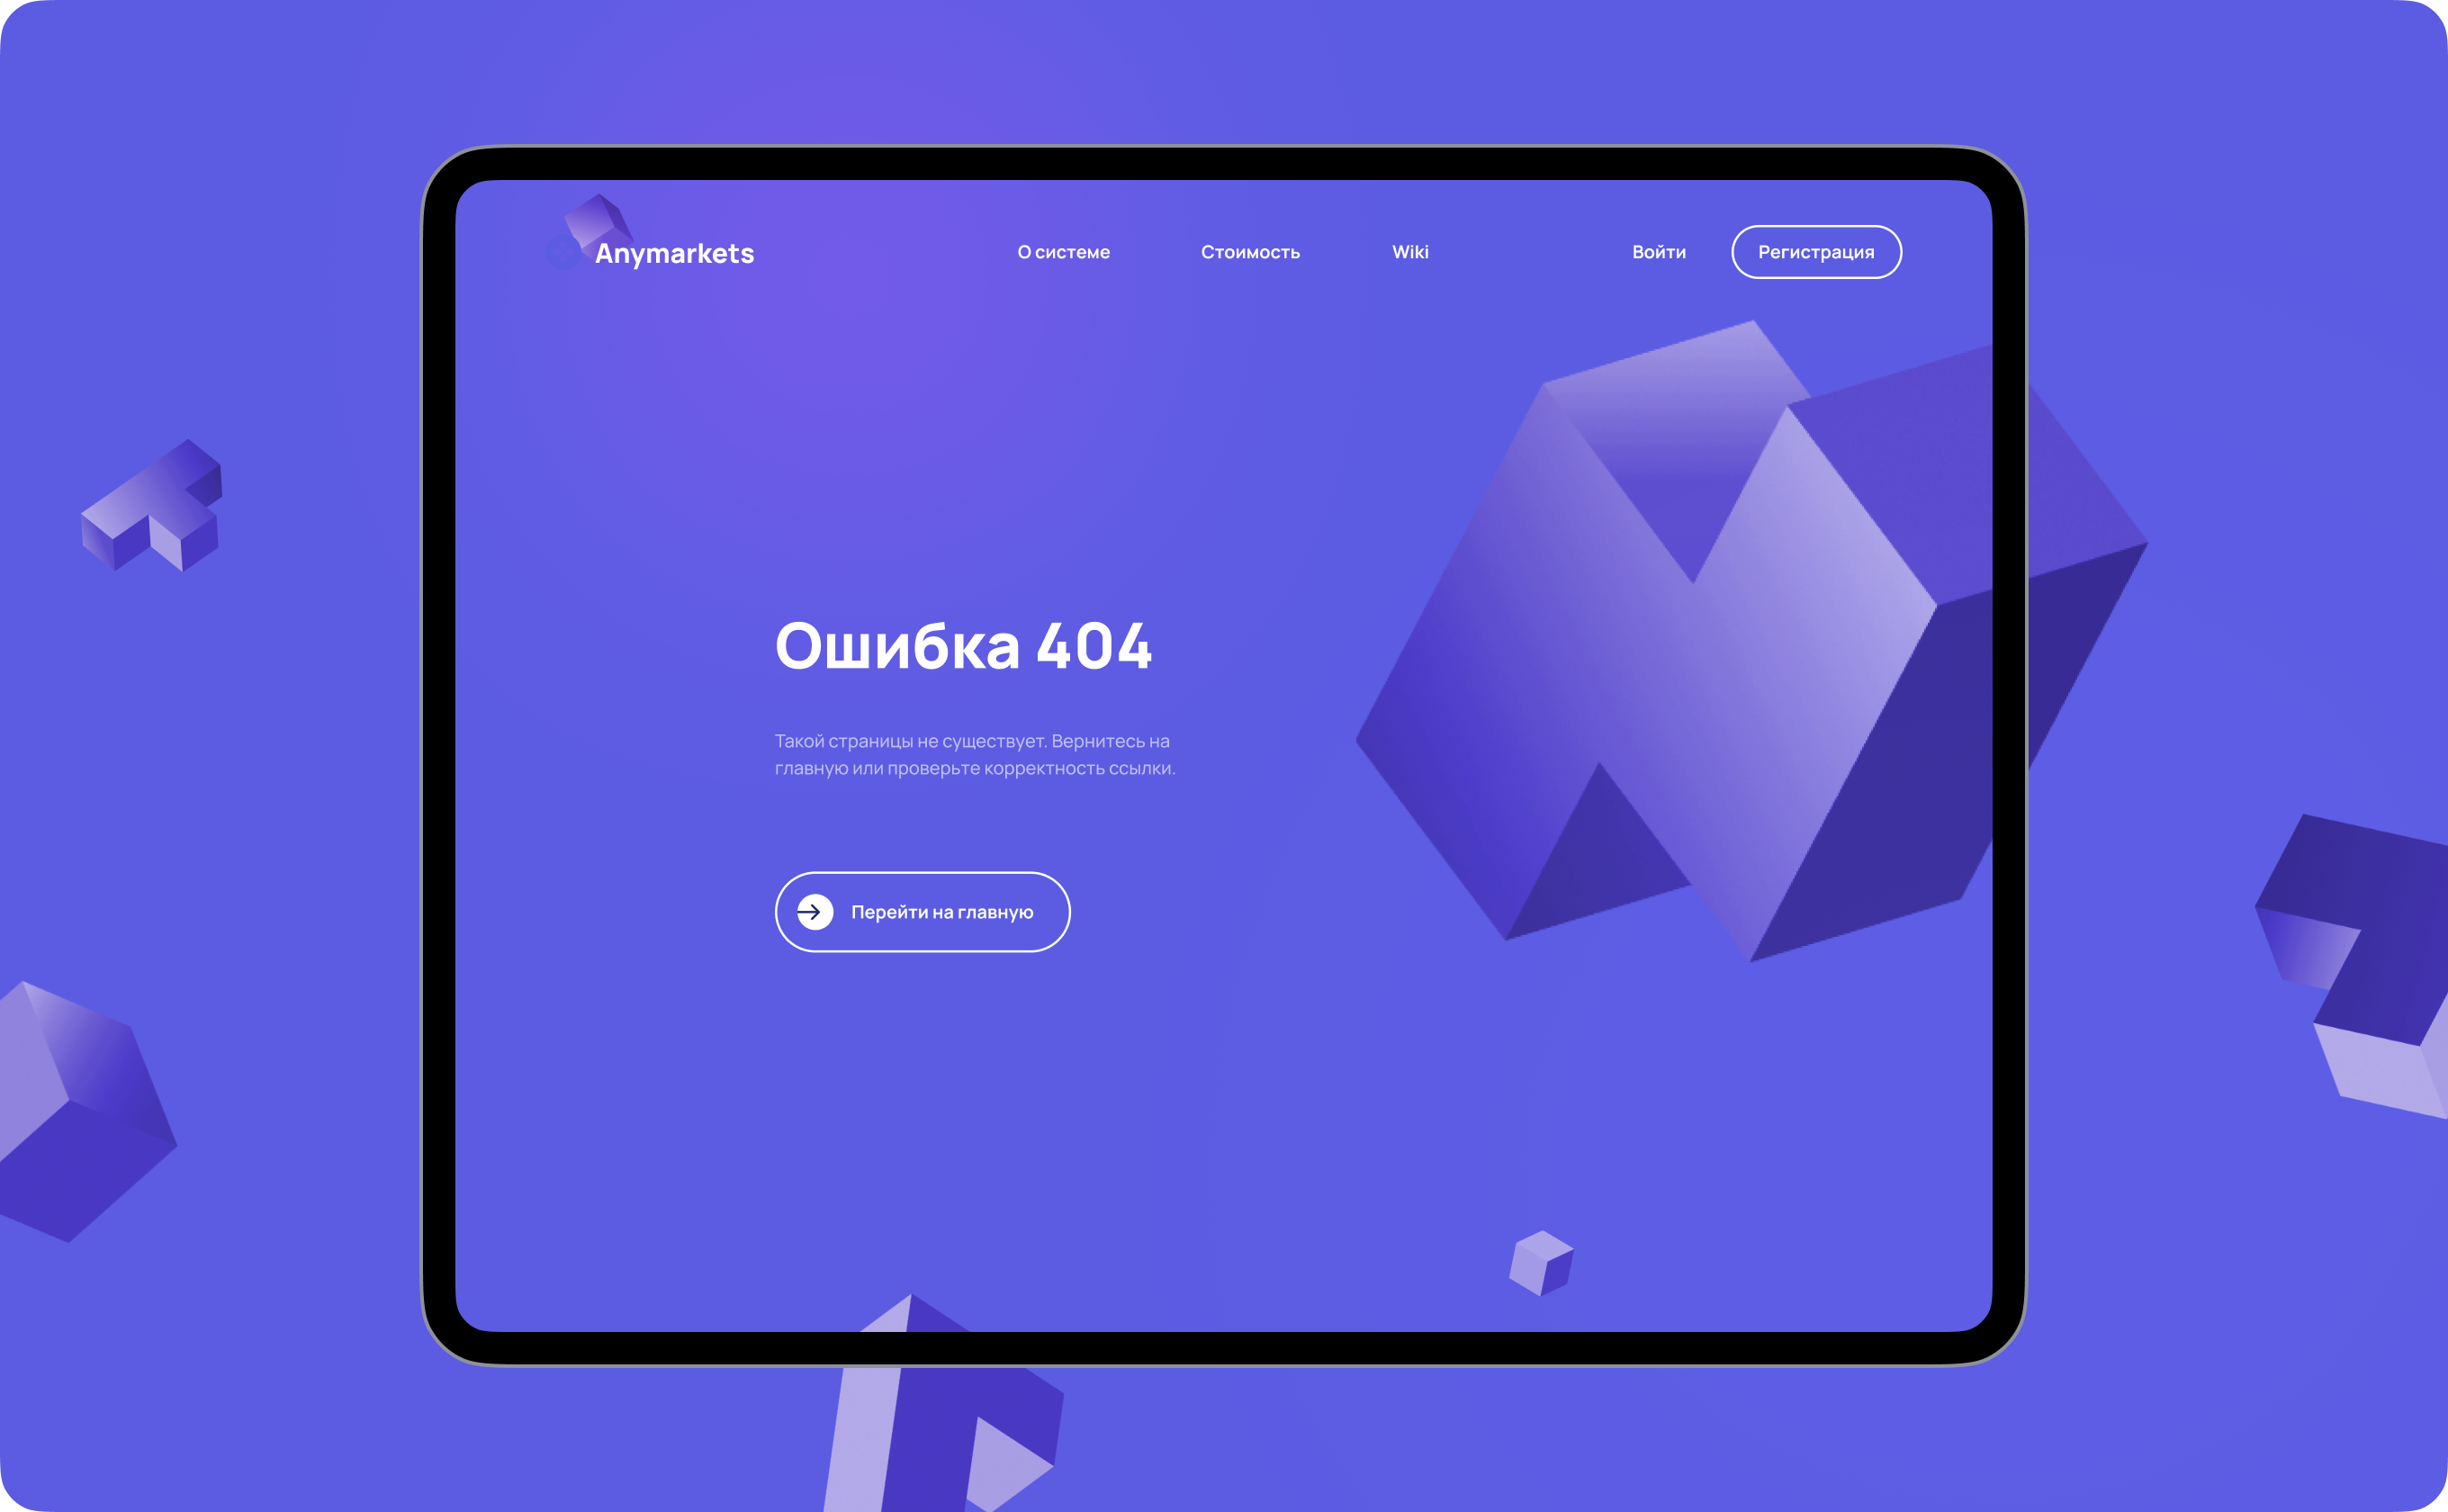 Anymarkets
О системе
Стоимость
Wiki
Войти
Регистрация
Ошибка 404
Такой страницы не существует. Вернитесь на
главную или проверьте корректность ссылки.
Перейти на главную